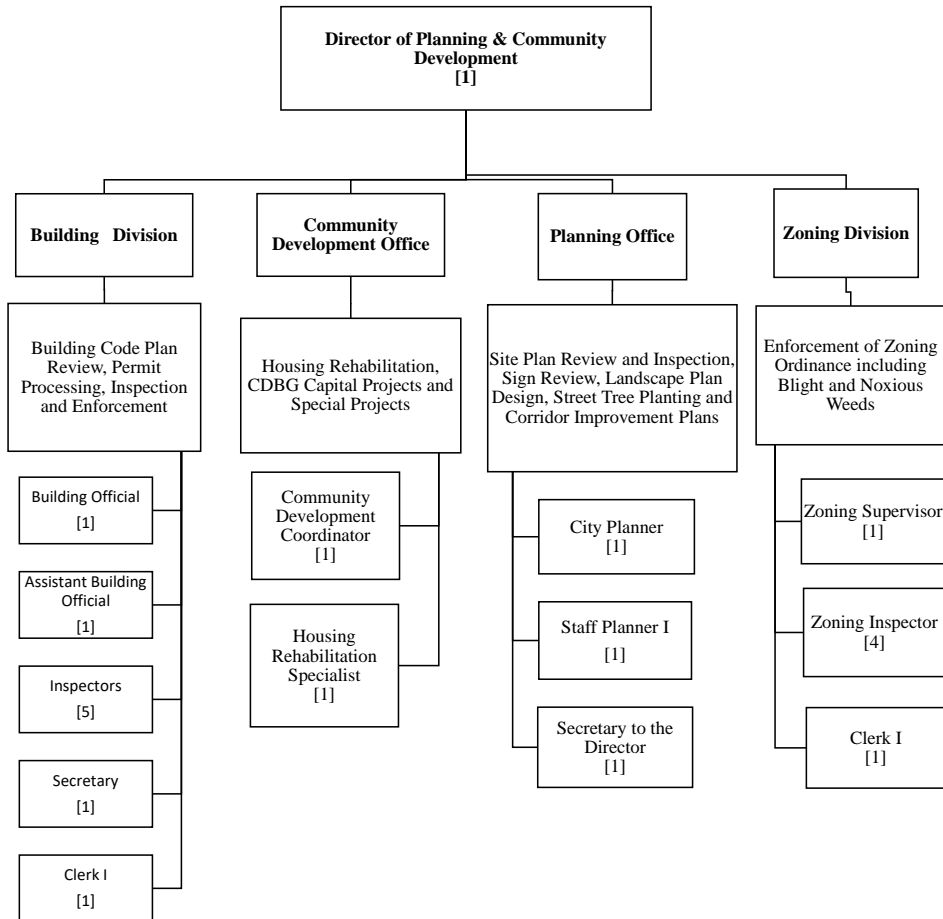 Director of Planning & Community
Development
[1]
Building Division
Community
Development Office
Planning Office
Zoning Division
Building Code Plan
Review, Permit
Processing, Inspection
and Enforcement
Housing Rehabilitation,
CDBG Capital Projects and
Special Projects
Site Plan Review and Inspection,
Sign Review, Landscape Plan
Design, Street Tree Planting and
Corridor Improvement Plans
Enforcement of Zoning
Ordinance including
Blight and Noxious
Weeds
Building Official
[1]
Assistant Building
Official
[1]
Inspectors
[5]
Secretary
[1]
Clerk I
[1]
Community
Development
Coordinator
[1]
Housing
Rehabilitation
Specialist
[1]
City Planner
[1]
Staff Planner I
[1]
Secretary to the
Director
[1]
Zoning Supervisor
[1]
Zoning Inspector
[4]
Clerk I
[1]